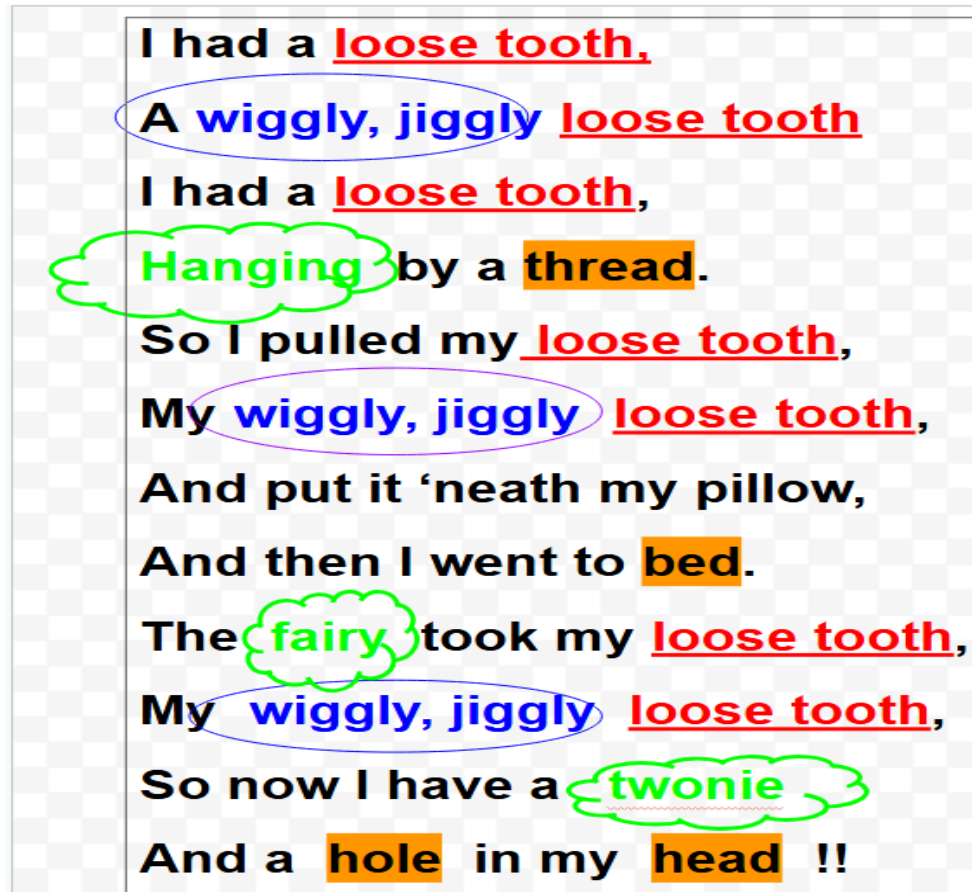 I had a loose tooth,
A wiggly, jiggly loose tooth
I had a loose tooth,
Hanging by a thread.
So I pulled my loose tooth,
My wiggly, jiggly loose tooth,
And put it ‘neath my pillow,
And then I went to bed.
The fairy took my loose tooth,
My wiggly, jiggly loose tooth,
So now I have a twonie
And a hole in my head !!